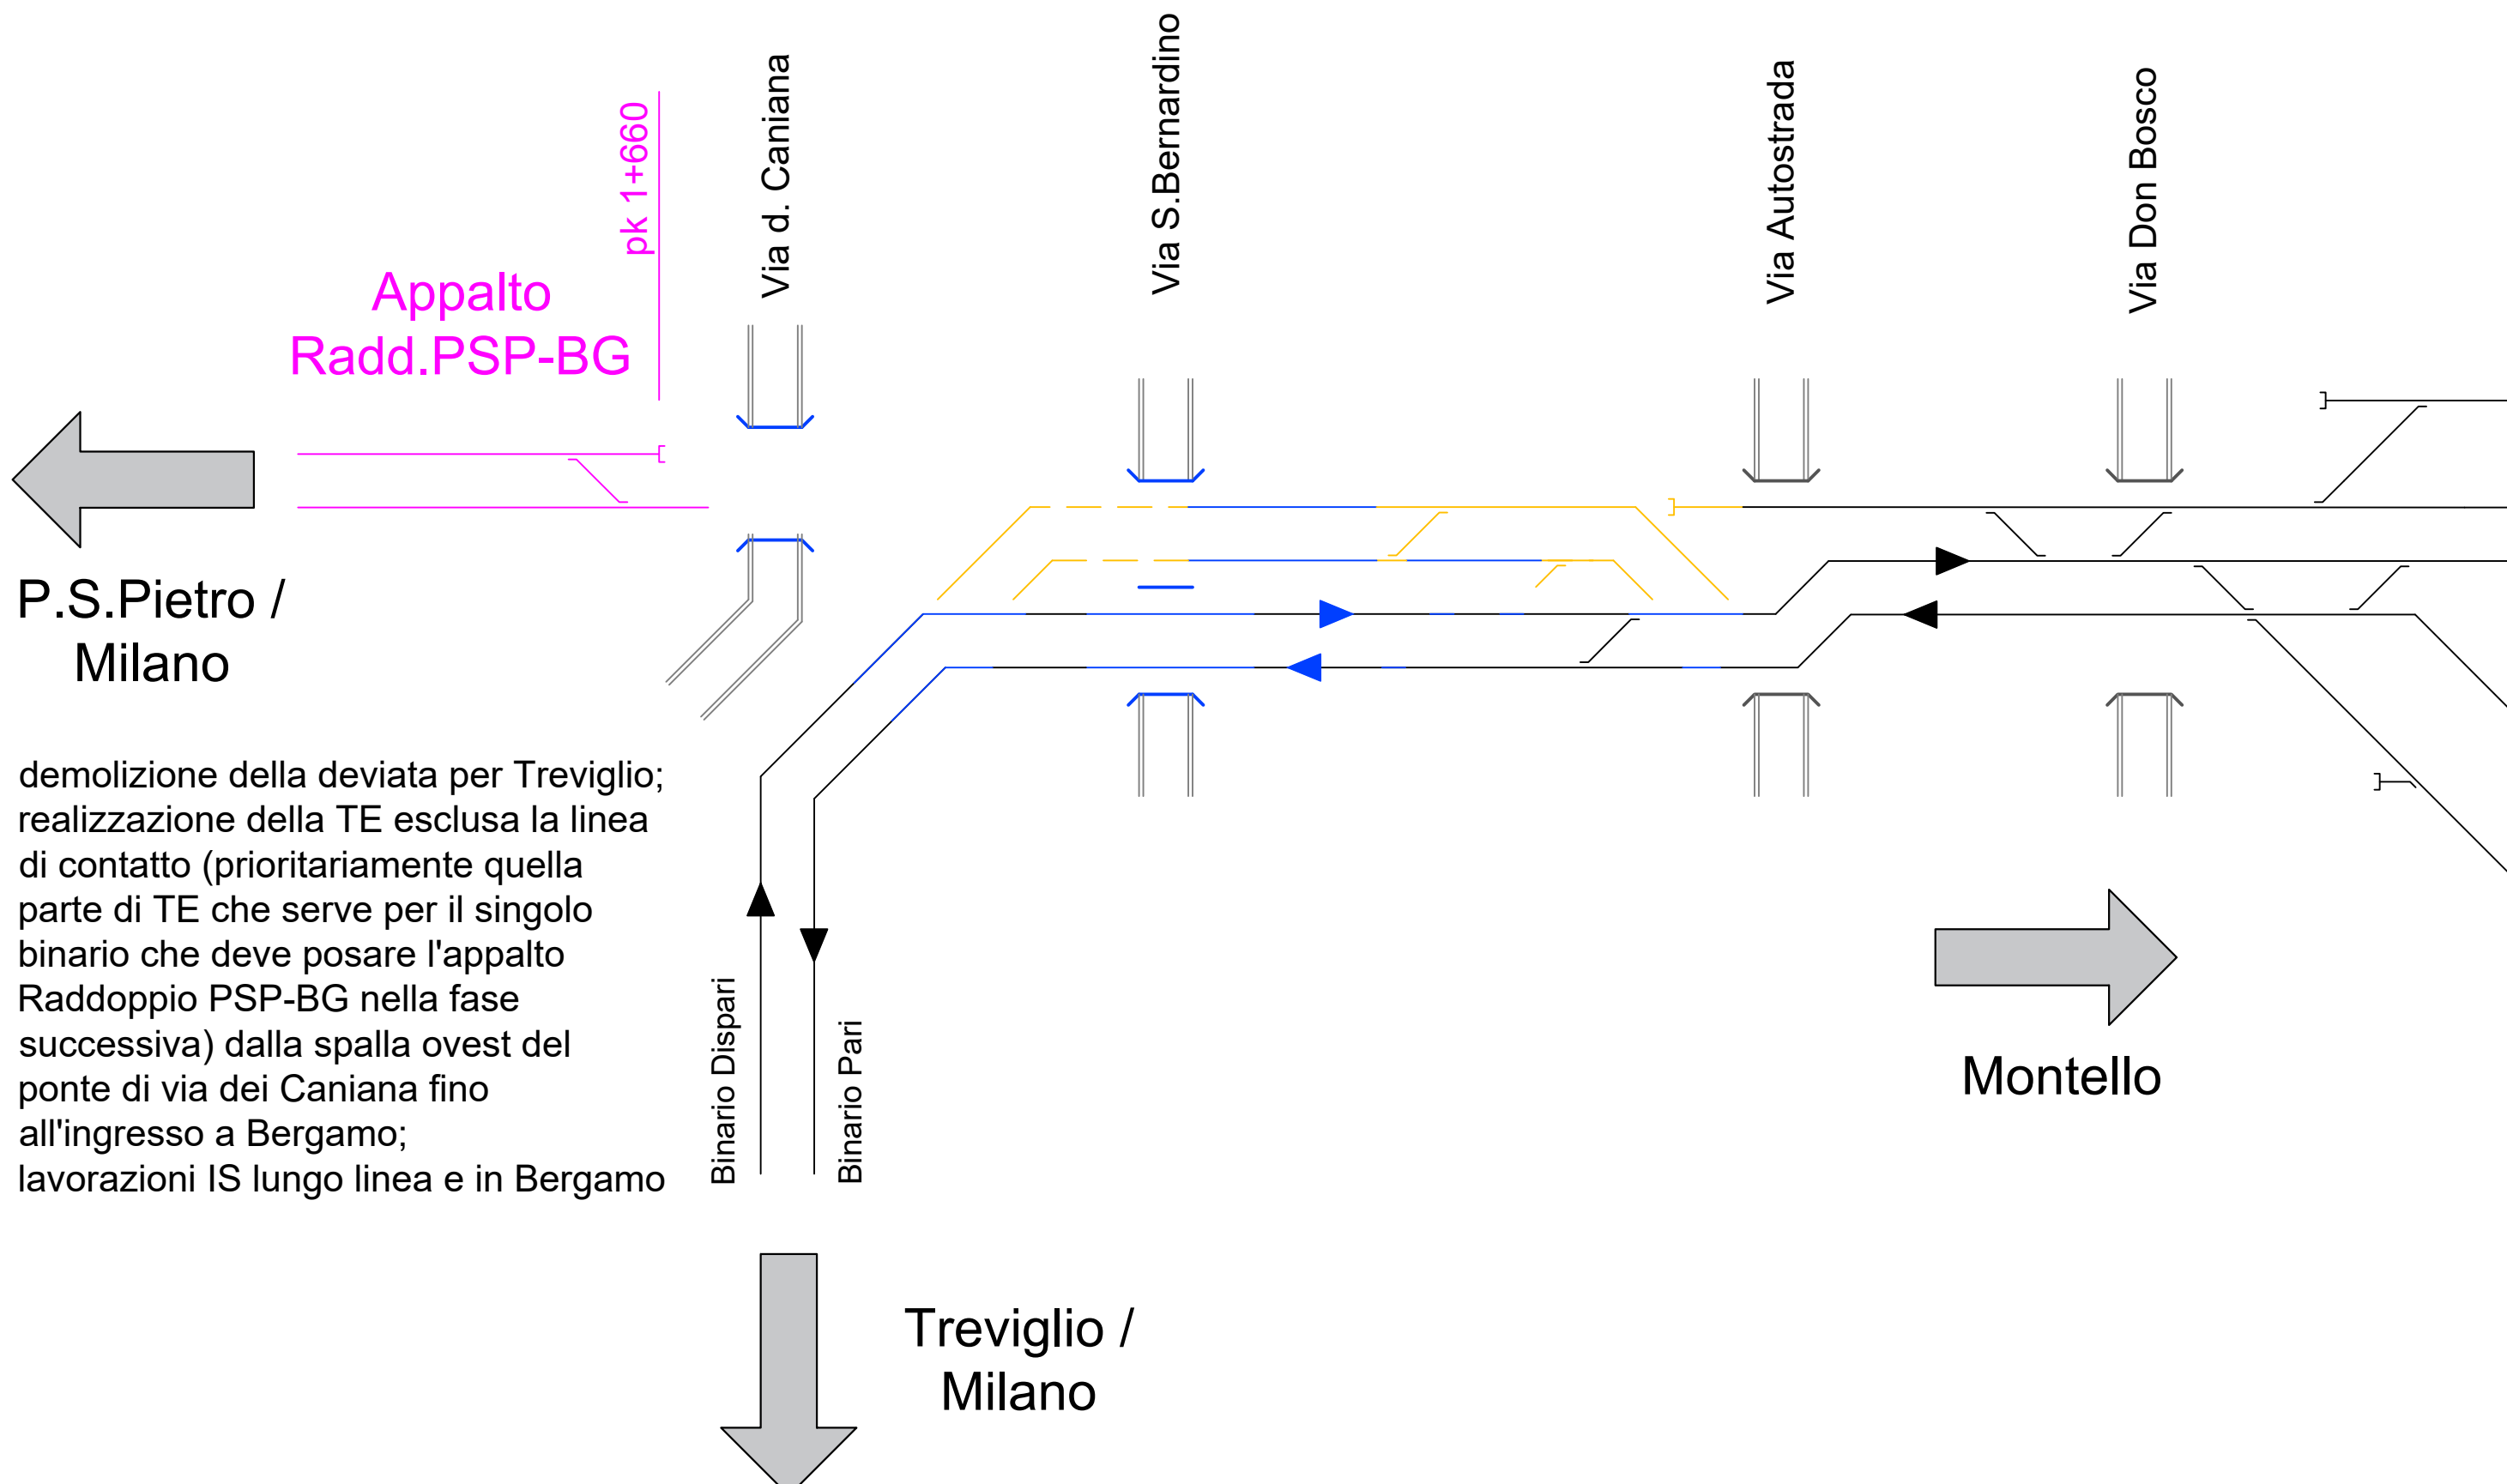 pk 1+660
Via d. Caniana
Via S.Bernardino
Via Autostrada
Via Don Bosco
Appalto
Radd.PSP-BG
P.S.Pietro /
Milano
demolizione della deviata per Treviglio;
realizzazione della TE esclusa la linea
di contatto (prioritariamente quella
parte di TE che serve per il singolo
binario che deve posare l'appalto
Raddoppio PSP-BG nella fase
successiva) dalla spalla ovest del
ponte di via dei Caniana fino
all'ingresso a Bergamo;
lavorazioni IS lungo linea e in Bergamo
Binario Dispari
Binario Pari
Montello
Treviglio /
Milano